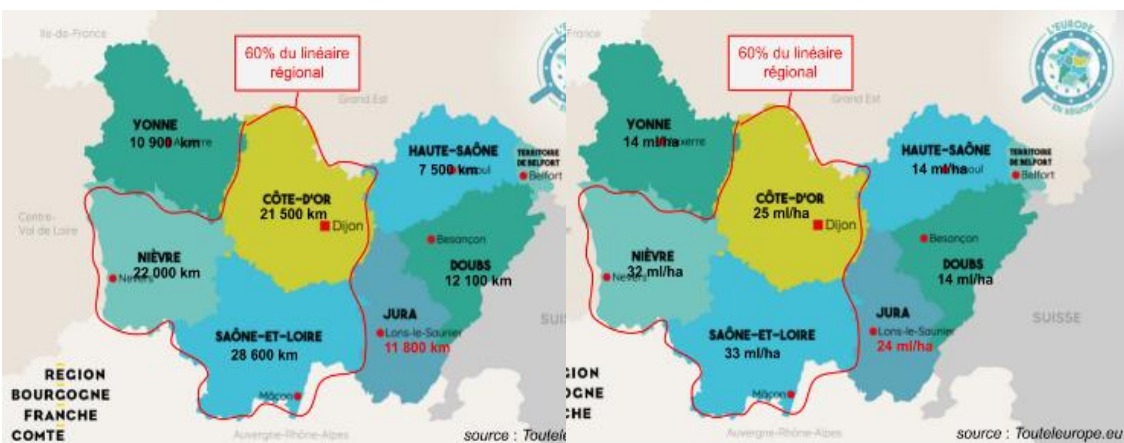 Ile-de-France
60% du linéaire
régional
Grand Est
YONNE
10 900 km
HAUTE-SAÔNE
7 500 km
TERRITOIRE
DE BELFORT
Belfort
CÔTE-D'OR
21 500 km
Dijon
Centre-
Val de Loire
Besançon
NIÈVRE
22 000 km
Nevers
DOUBS
12 100 km
JURA
Lons-le-Saunier
11 800 km
SAÔNE-ET-LOIRE
28 600 km
Mâcon
RÉGION
BOURGOGNE
FRANCHE
COMTE
Auvergne-Rhône-Alpes
source :
France
60% du linéaire
régional
Grand Est
L'EUROPE
EN RÉGION
YONNE
14 ml/ha
HAUTE-SAÔNE
14 ml/ha
TERRITOIRE
DE BELFORT
Belfort
CÔTE-D'OR
25 ml/ha
Dijon
Besançon
NIÈVRE
32 ml/ha
Nevers
DOUBS
14 ml/ha
JURA
Lons-le-Saunier
24 ml/ha
SUISSE
SAÔNE-ET-LOIRE
33 ml/ha
Mâcon
Auvergne-Rhône-Alpes
source : Touteleurope.eu